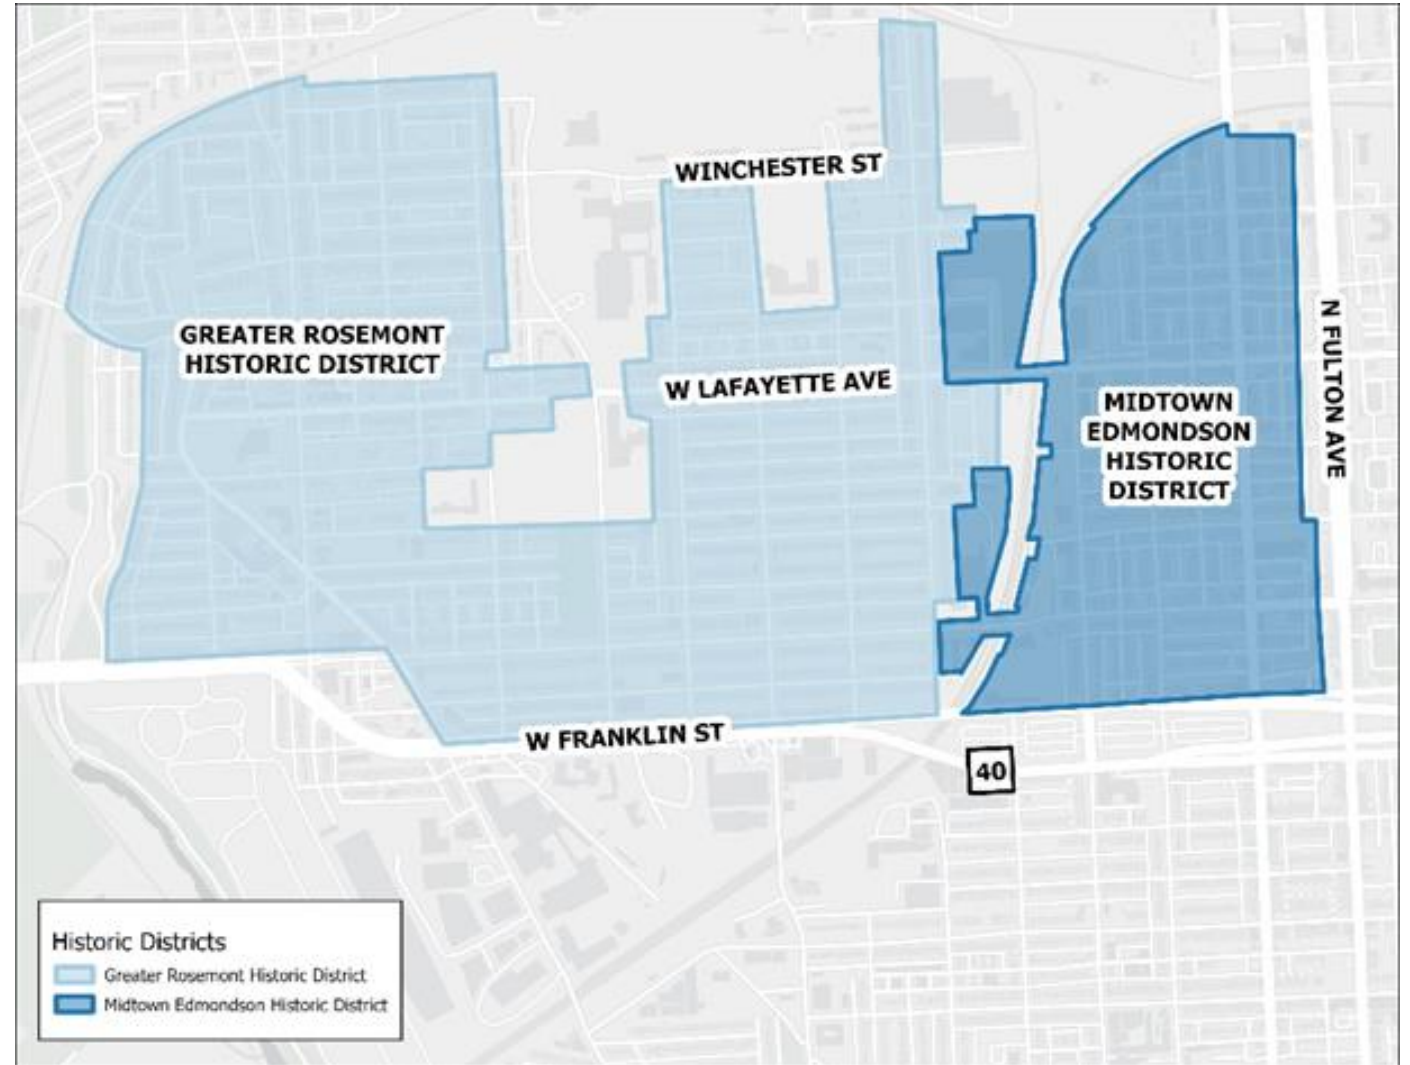 WINCHESTER ST
GREATER ROSEMONT
HISTORIC DISTRICT
W LAFAYETTE AVE
N FULTON AVE
MIDTOWN
EDMONDSON
HISTORIC
DISTRICT
W FRANKLIN ST
40
Historic Districts
Greater Rosemont Historic District
Midtown Edmondson Historic District